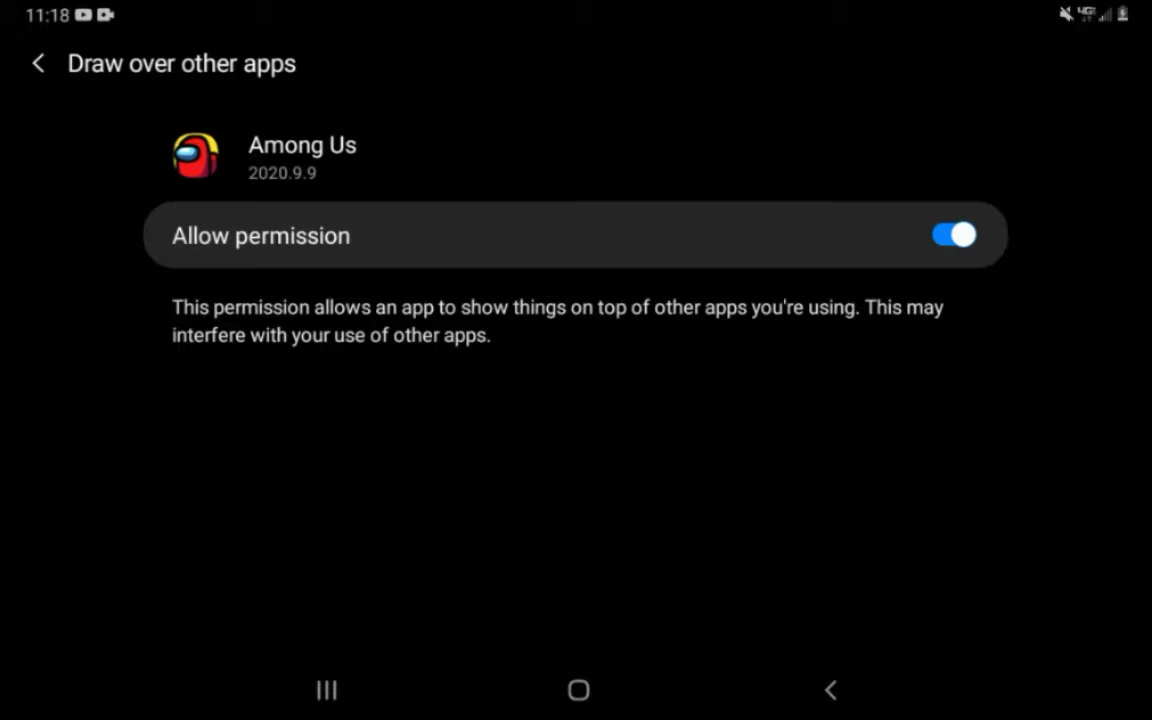 11:18
Draw over other apps
Among Us
2020.9.9
Allow permission
This permission allows an app to show things on top of other apps you're using. This may
interfere with your use of other apps.